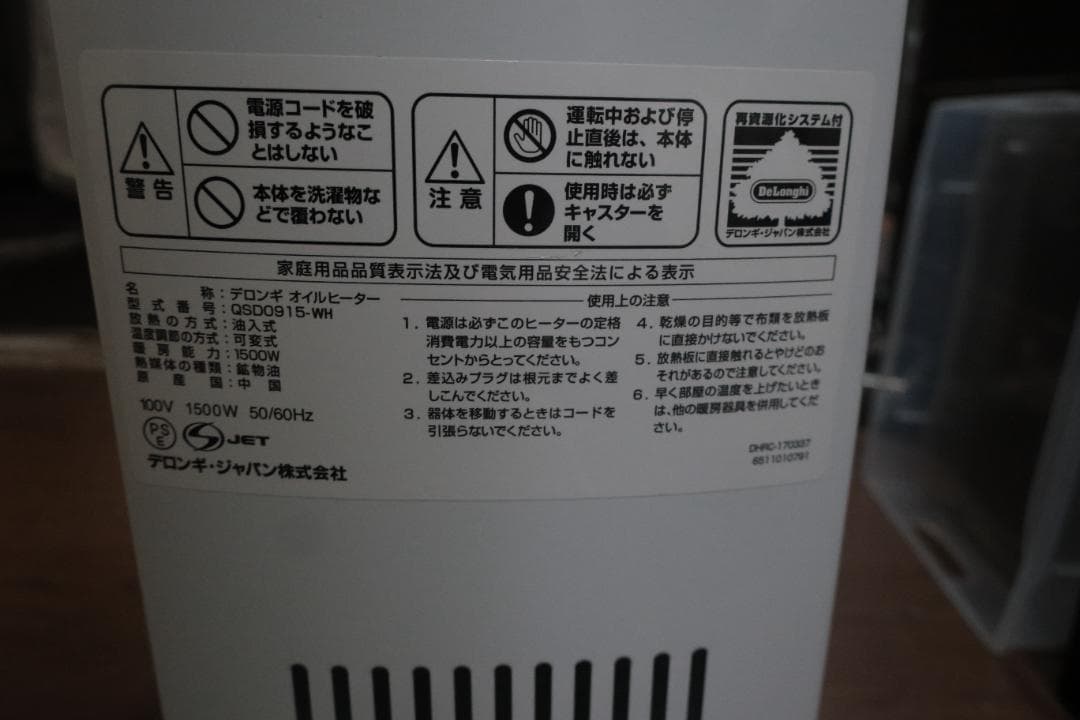 警告
電源コードを破
損するようなこ
とはしない
本体を洗濯物な
どで覆わない
注意
運転中および停
止直後は、本体
に触れない
使用時は必ず
キャスターを
開く
再資源化システム付
DeLonghi
デロンギ・ジャパン株式会社
家庭用品品質表示法及び電気用品安全法による表示
名称:デロンギ オイルヒーター
型式番号:QSD0915-WH
放熱の方式:油入式
温度調節の方式:可変式
暖房能力:1500W
熱媒体の種類:鉱物油
原産国:中国
100V 1500W 50/60Hz
PSE
JET
デロンギ・ジャパン株式会社
使用上の注意
1. 電源は必ずこのヒーターの定格
消費電力以上の容量をもつコン
セントからとってください。
2. 差込みプラグは根元までよく差
しこんでください。
3. 器体を移動するときはコードを
引張らないでください。
4. 乾燥の目的等で布類を放熱板
に直接かけないでください。
5. 放熱板に直接触れるとやけどのお
それがあるので注意してください。
6. 早く部屋の温度を上げたいとき
は、他の暖房器具を併用してくだ
さい。
DHRC-170337
6511010791